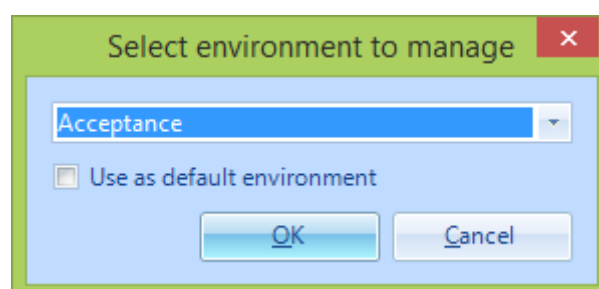 Select environment to manage
Acceptance
Use as default environment
OK Cancel